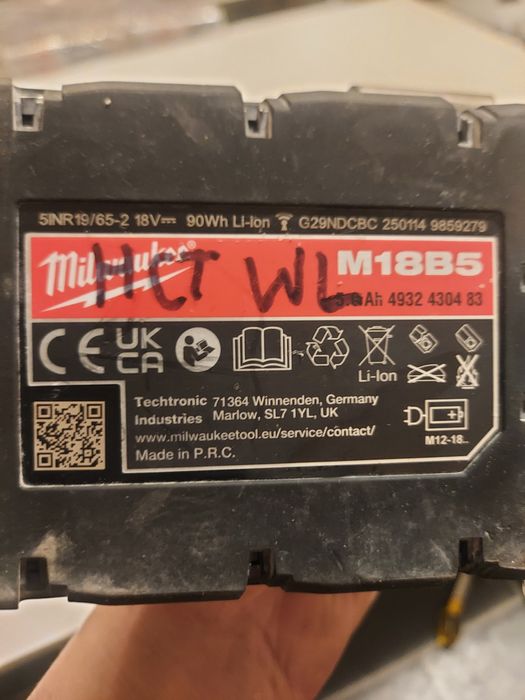 5INR19/65-2 18V⎓ 90Wh Li-Ion G29NDCBC 250114 9859279
Milwaukee®
HCT WL
M18B5
5.0 Ah 4932 4304 83
CE UK CA
Li-Ion
Techtronic 71364 Winnenden, Germany
Industries Marlow, SL7 1YL, UK
www.milwaukeetool.eu/service/contact/
Made in P.R.C.
M12-18..